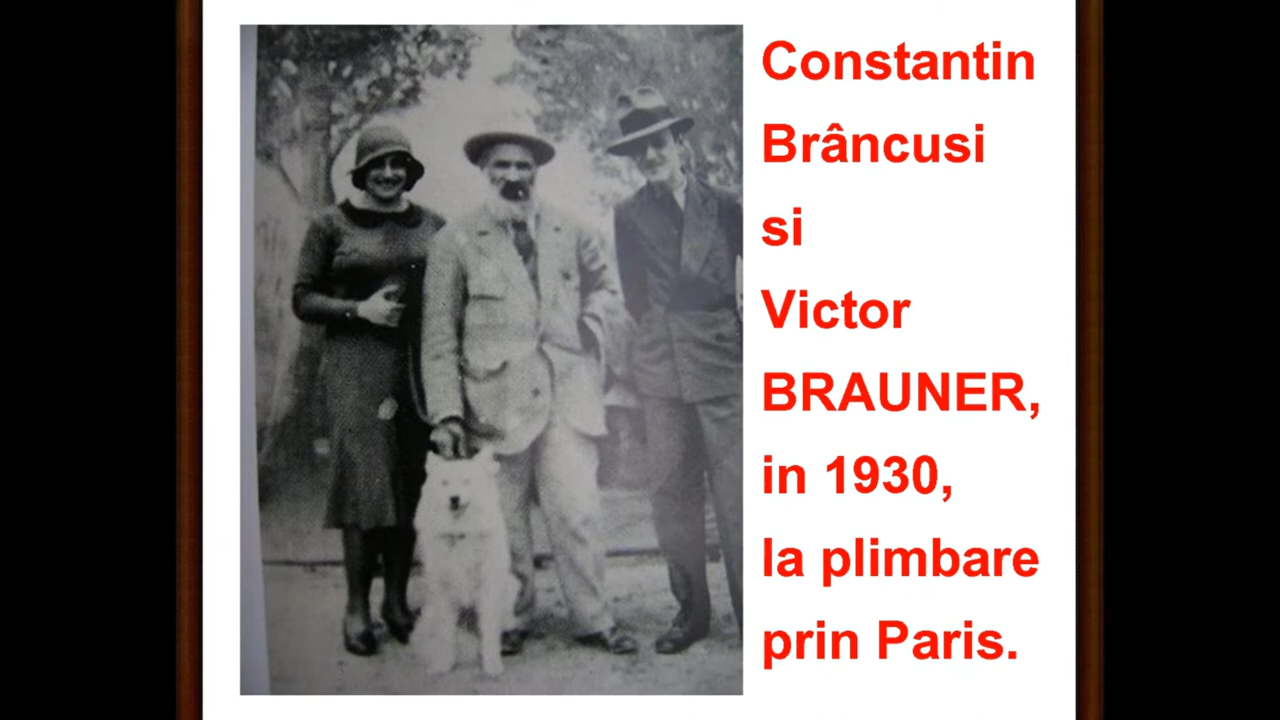 Constantin
Brâncusi
si
Victor
BRAUNER,
in 1930,
la plimbare
prin Paris.